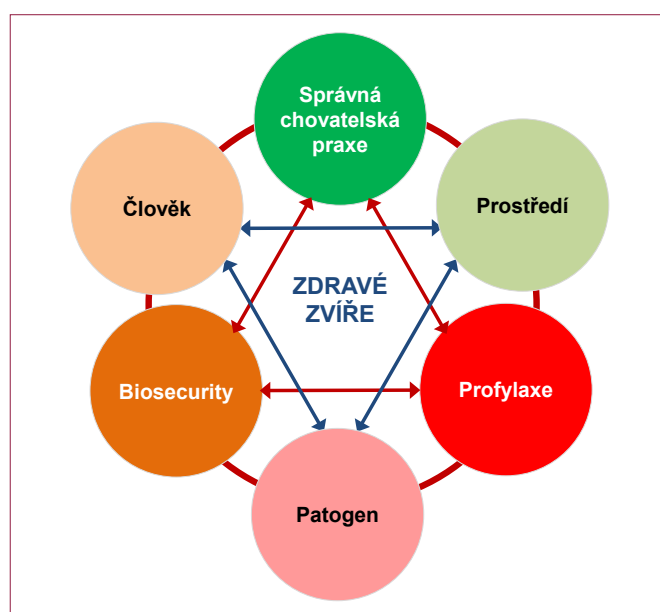 Správná
chovatelská
praxe
Člověk
Prostředí
ZDRAVÉ
ZVÍŘE
Biosecurity
Profylaxe
Patogen